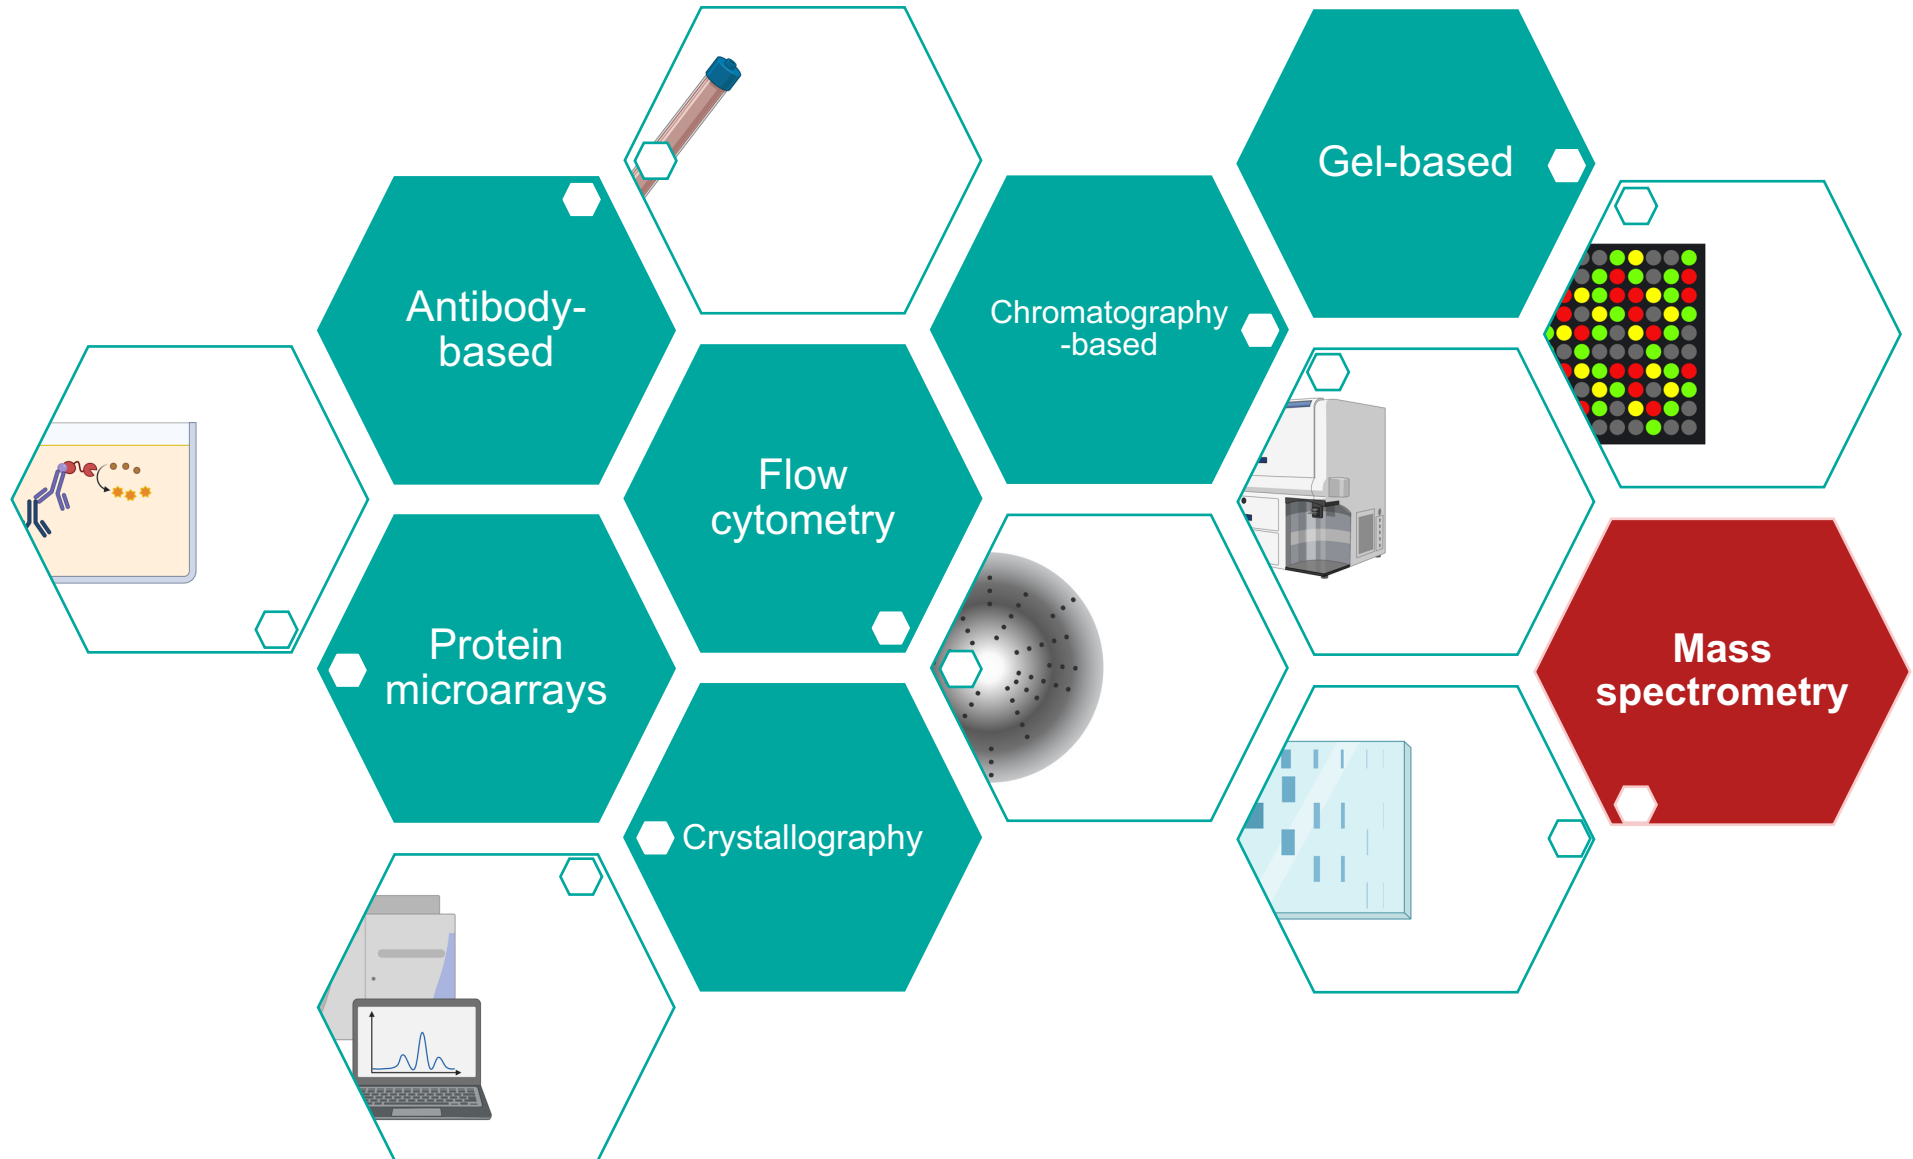 Gel-based
Antibody-
based
Chromatography
-based
Flow
cytometry
Protein
microarrays
Mass
spectrometry
Crystallography